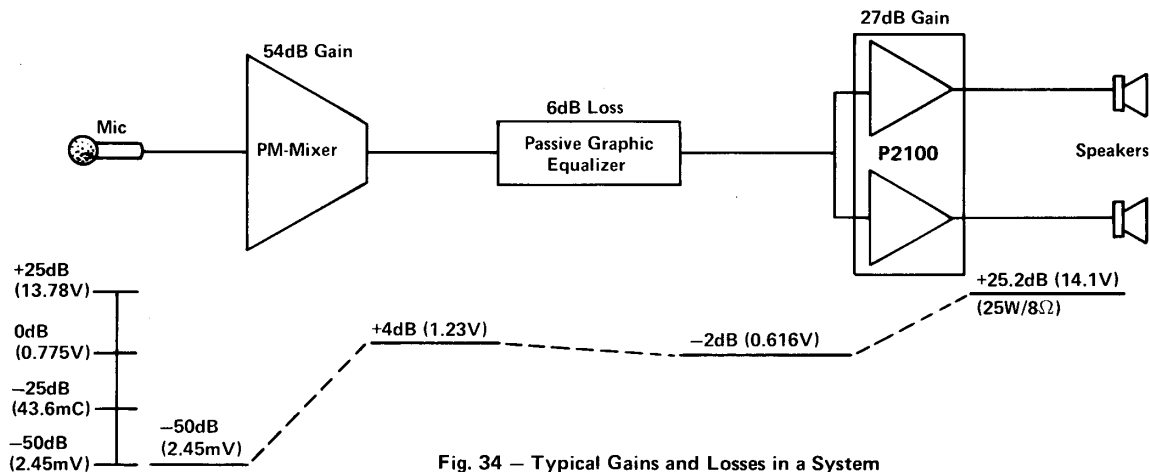 27dB Gain
54dB Gain
6dB Loss
Mic
PM-Mixer
Passive Graphic
Equalizer
P2100
Speakers
+25dB
(13.78V)
0dB
(0.775V)
−25dB
(43.6mC)
−50dB
(2.45mV)
−50dB
(2.45mV)
+4dB (1.23V)
−2dB (0.616V)
+25.2dB (14.1V)
(25W/8Ω)
Fig. 34 — Typical Gains and Losses in a System